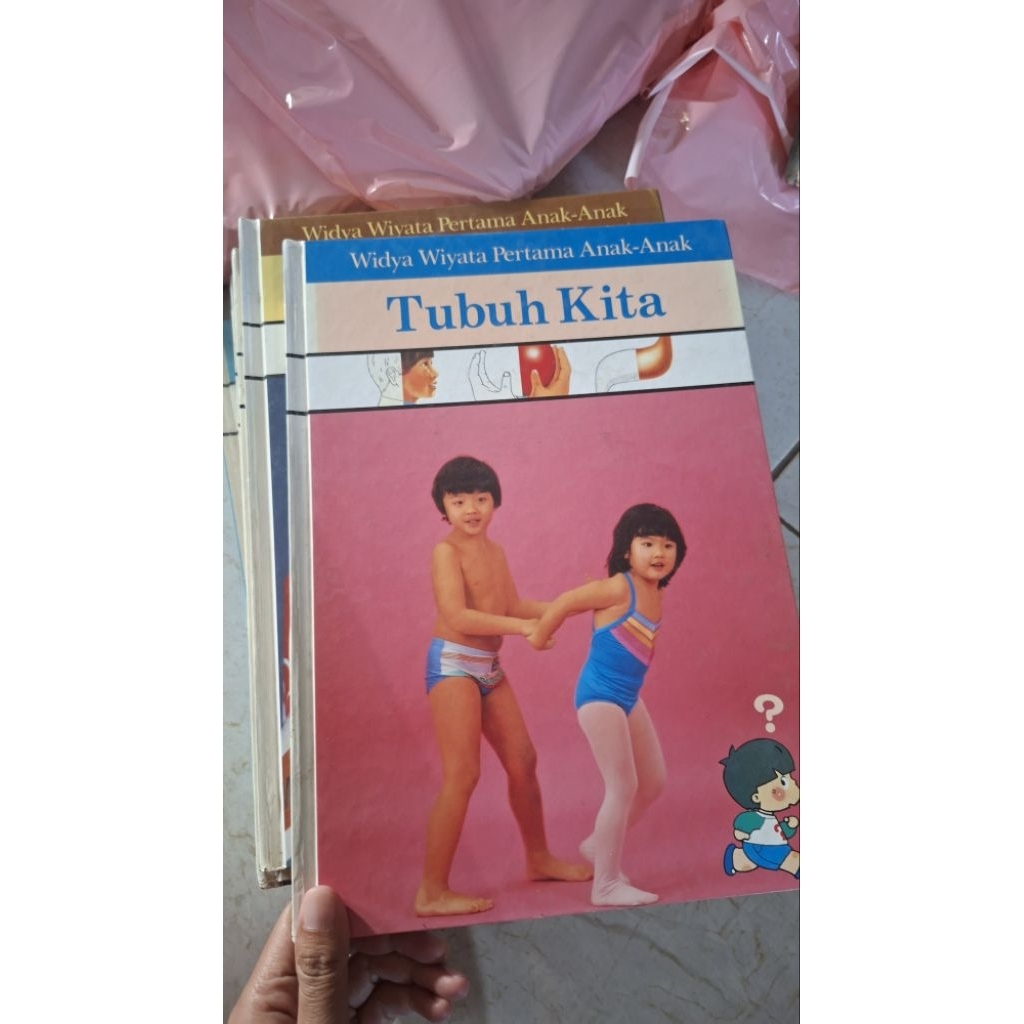 Widya Wiyata Pertama Anak-Anak
Widya Wiyata Pertama Anak-Anak
Tubuh Kita
?